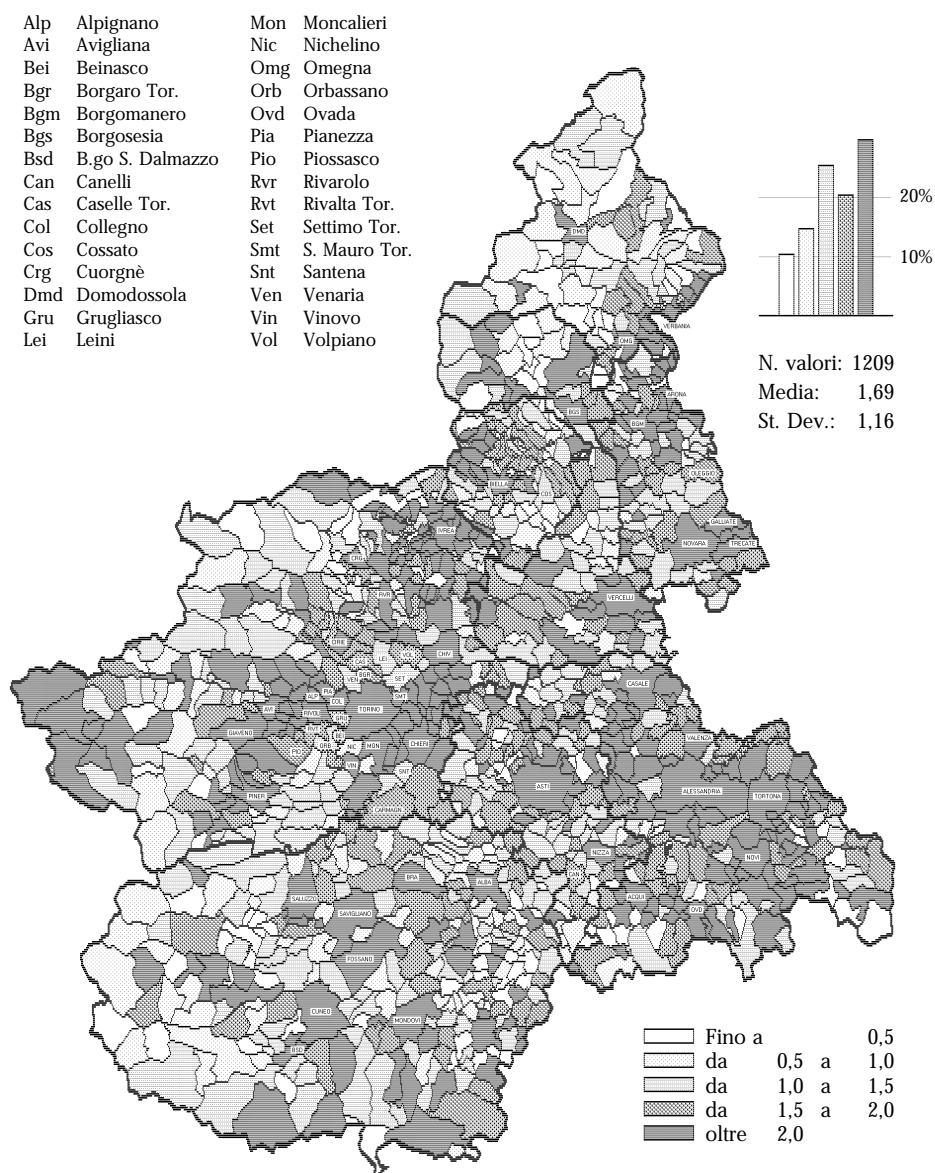 Alp Alpignano
Avi Avigliana
Bei Beinasco
Bgr Borgaro Tor.
Bgm Borgomanero
Bgs Borgosesia
Bsd B.go S. Dalmazzo
Can Canelli
Cas Caselle Tor.
Col Collegno
Cos Cossato
Crg Cuorgnè
Dmd Domodossola
Gru Grugliasco
Lei Leini
Mon Moncalieri
Nic Nichelino
Omg Omegna
Orb Orbassano
Ovd Ovada
Pia Pianezza
Pio Piossasco
Rvr Rivarolo
Rvt Rivalta Tor.
Set Settimo Tor.
Smt S. Mauro Tor.
Snt Santena
Ven Venaria
Vin Vinovo
Vol Volpiano
20%
10%
N. valori: 1209
Media: 1,69
St. Dev.: 1,16
DMD
VERBANIA
OMG
ARONA
BGS
BGM
OLEGGIO
BIELLA
COS
GALLIATE
NOVARA
TRECATE
IVREA
CRG
RVR
VERCELLI
CIRIE
LEI
VOL
CHIV
CAS
BGR
VEN
SET
CASALE
PIA
ALP
COL
SMT
AVI
RIVOLI
TORINO
GRU
GIAVENO
RVT
BEI
VALENZA
ORB
NIC
MON
CHIERI
PIO
VIN
SNT
ASTI
ALESSANDRIA
TORTONA
PINER
CARMAGN
NIZZA
NOVI
BRA
ALBA
CAN
SALUZZO
ACQUI
SAVIGLIANO
OVD
FOSSANO
CUNEO
MONDOVI
BSD
Fino a 0,5
da 0,5 a 1,0
da 1,0 a 1,5
da 1,5 a 2,0
oltre 2,0